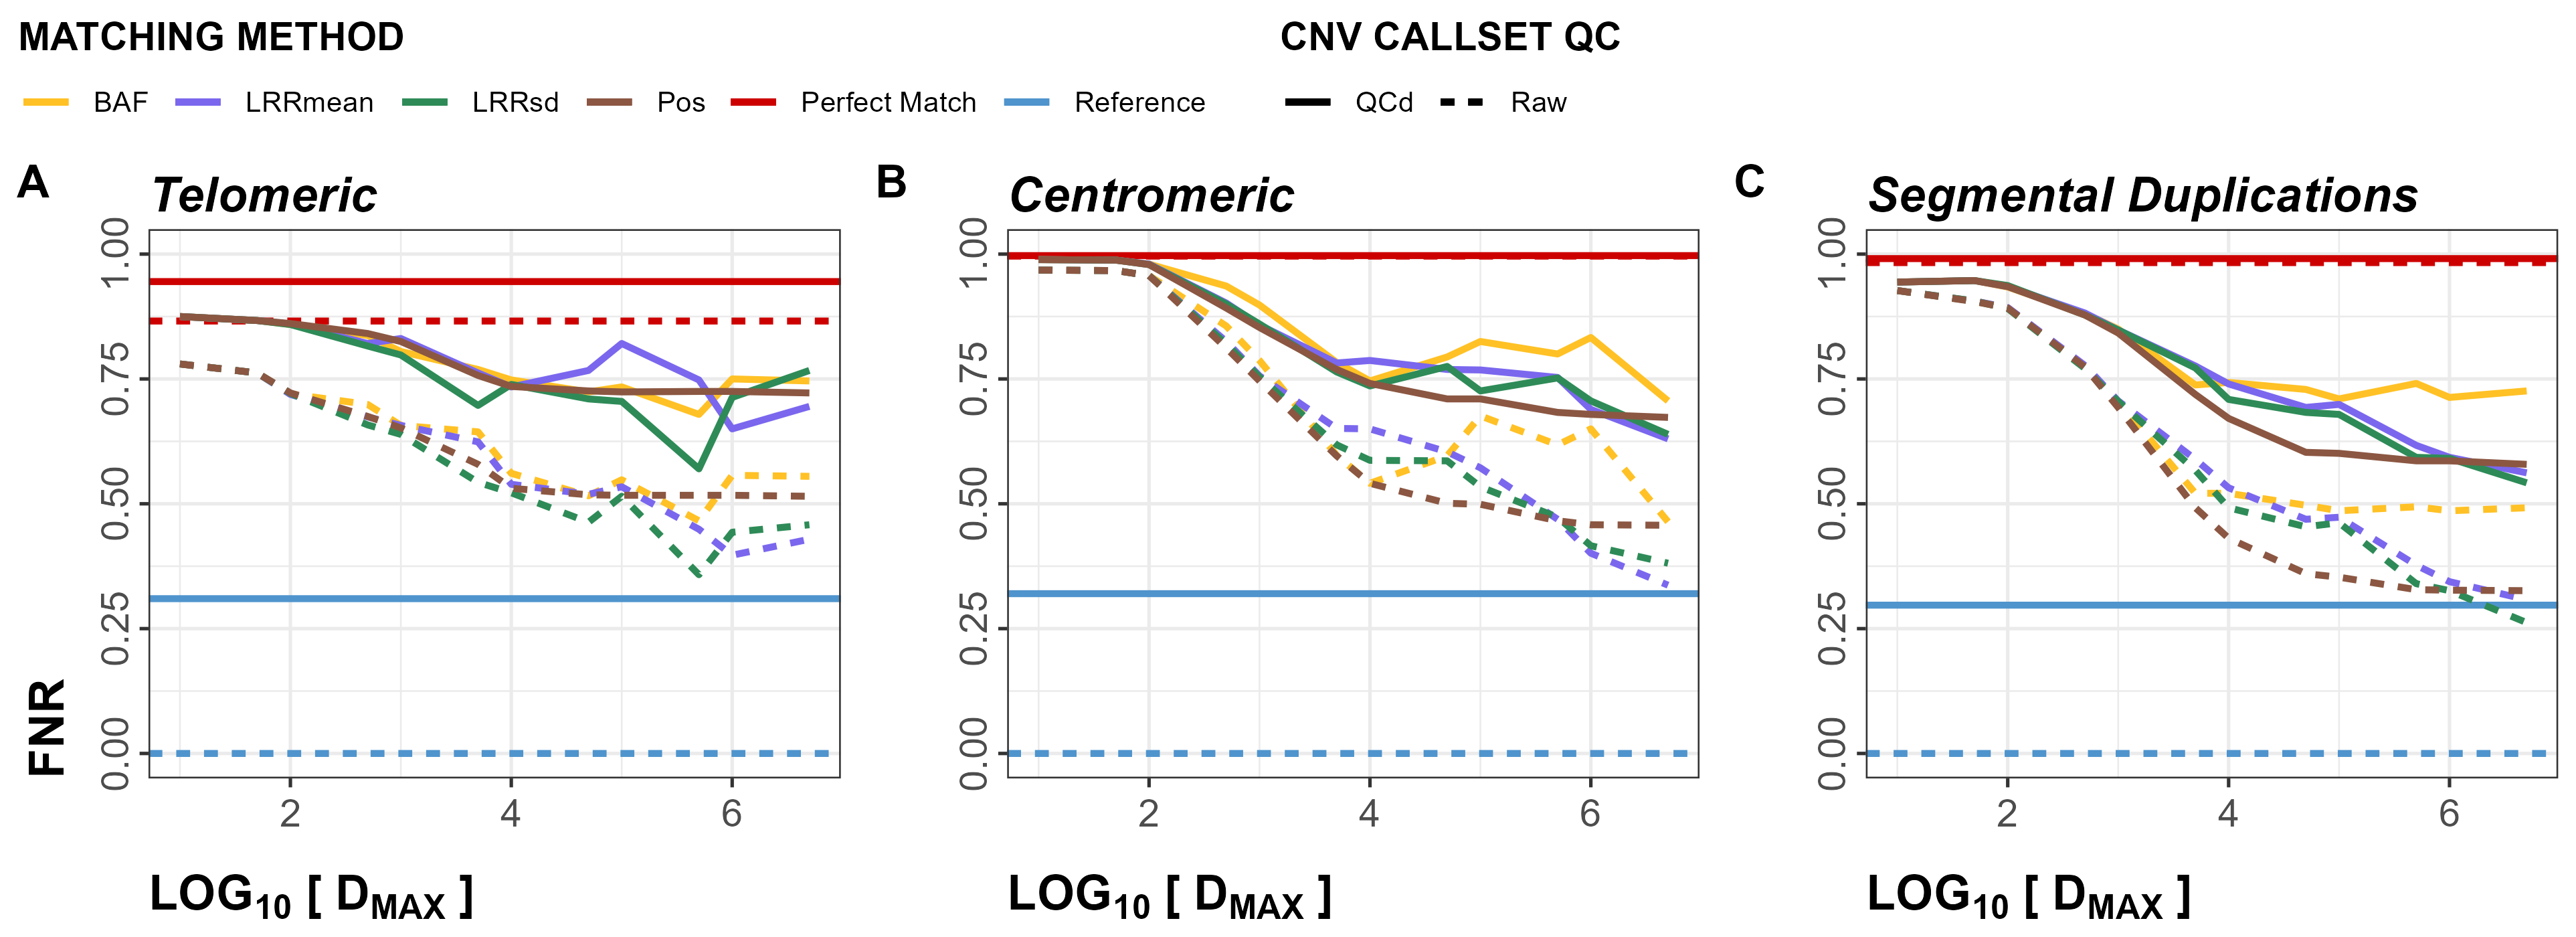 MATCHING METHOD
CNV CALLSET QC
BAF LRRmean LRRsd Pos Perfect Match Reference
QCd Raw
A Telomeric
B Centromeric
C Segmental Duplications
FNR
0.00 0.25 0.50 0.75 1.00
0.00 0.25 0.50 0.75 1.00
0.00 0.25 0.50 0.75 1.00
2 4 6
2 4 6
2 4 6
LOG10 [ DMAX ]
LOG10 [ DMAX ]
LOG10 [ DMAX ]